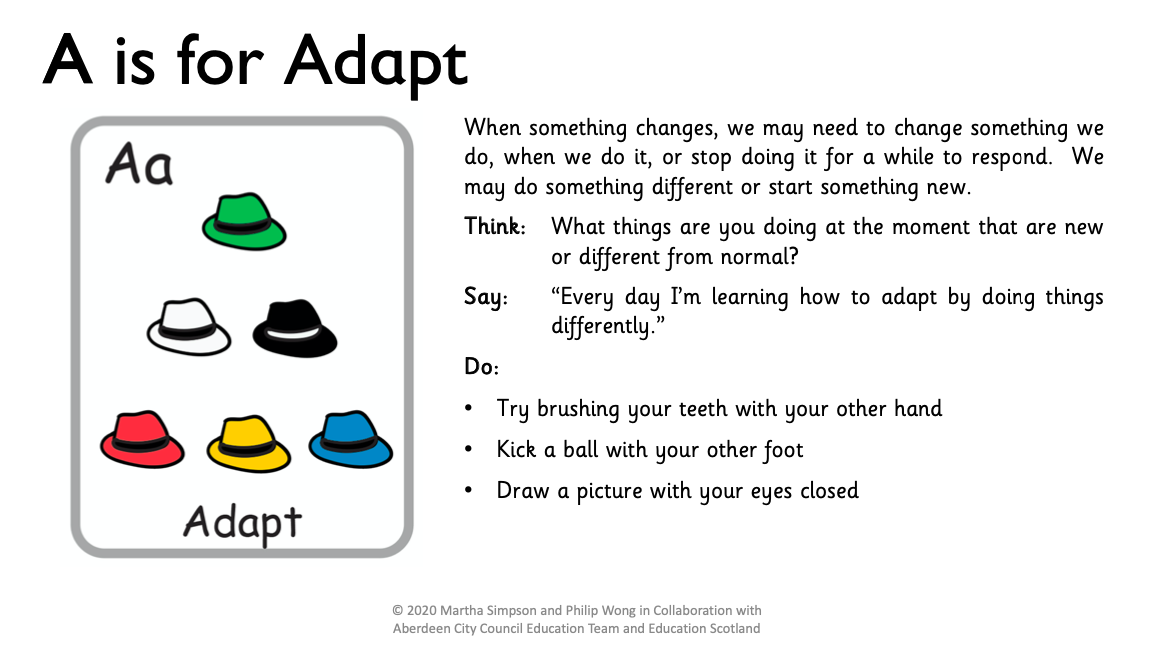 A is for Adapt
Aa
Adapt
When something changes, we may need to change something we
do, when we do it, or stop doing it for a while to respond. We
may do something different or start something new.
Think: What things are you doing at the moment that are new
or different from normal?
Say: “Every day I’m learning how to adapt by doing things
differently.”
Do:
• Try brushing your teeth with your other hand
• Kick a ball with your other foot
• Draw a picture with your eyes closed
© 2020 Martha Simpson and Philip Wong in Collaboration with
Aberdeen City Council Education Team and Education Scotland